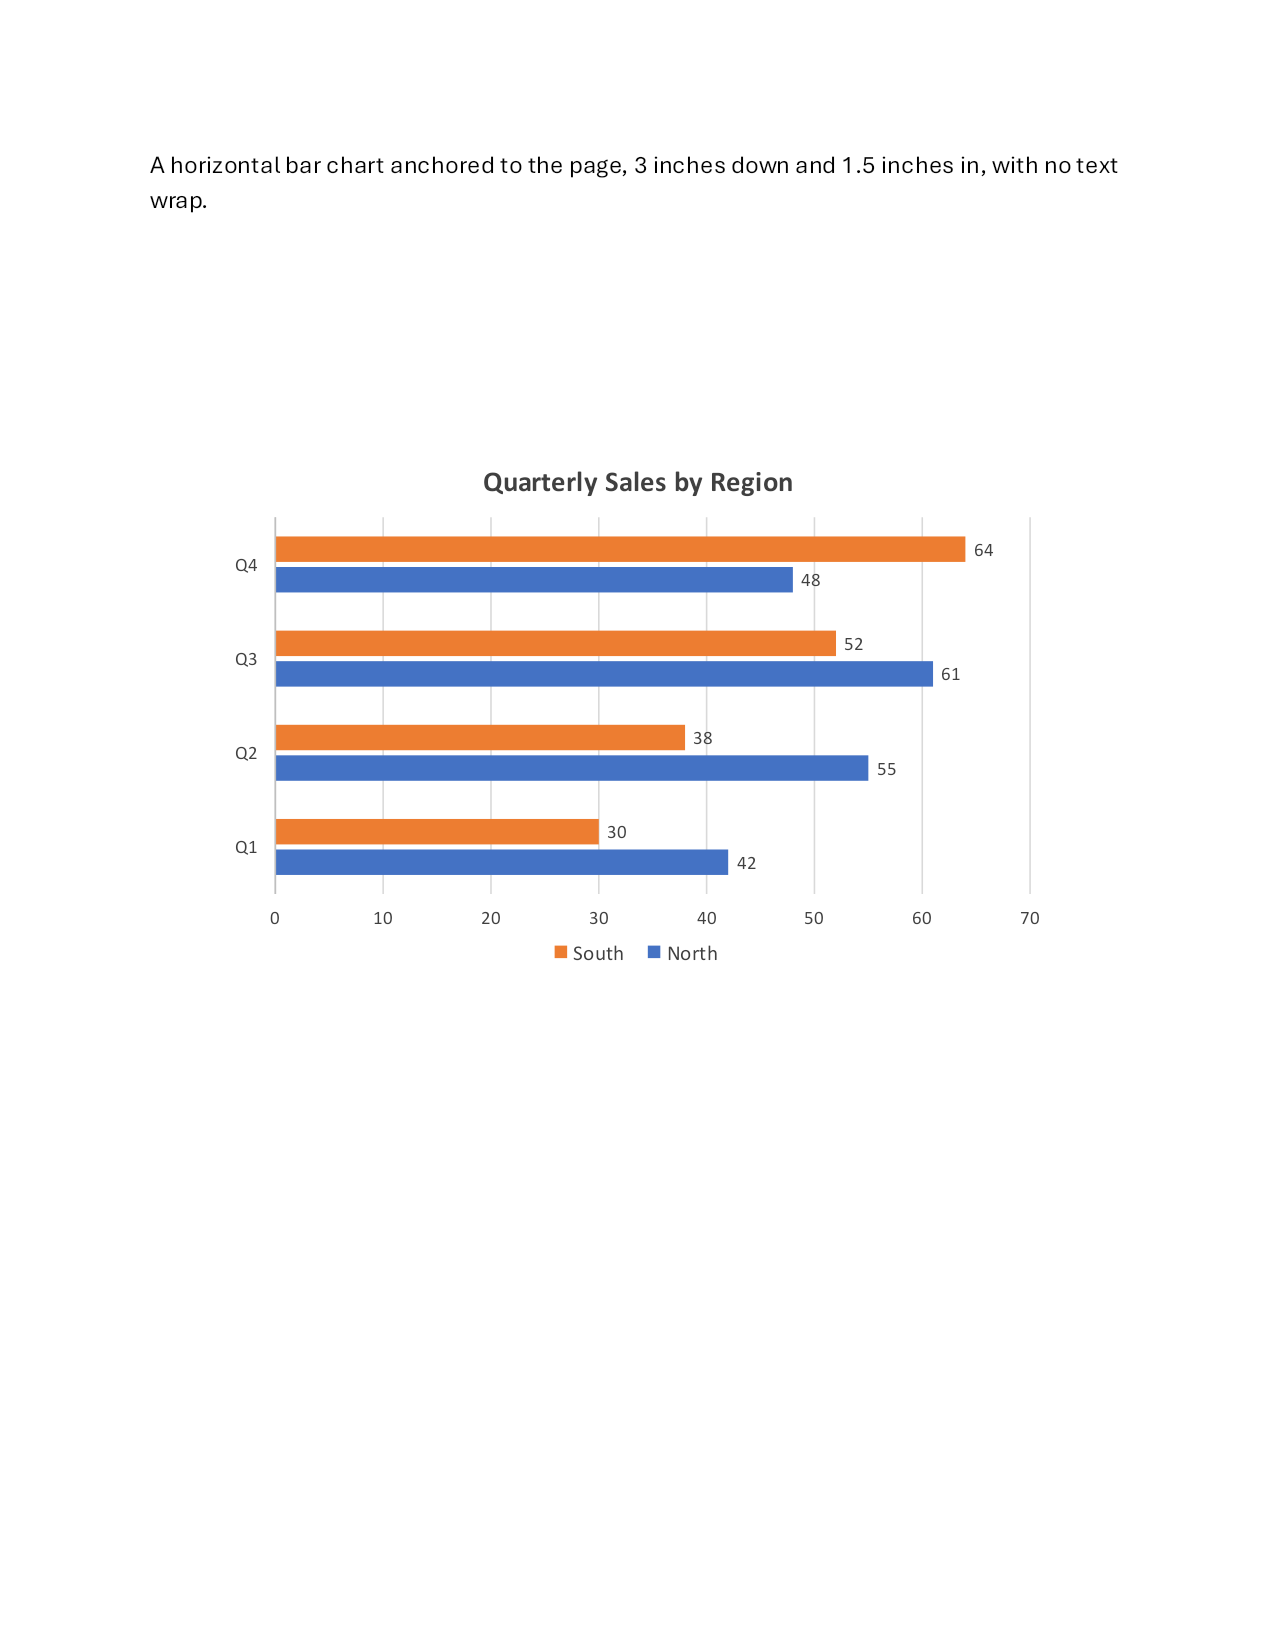 A horizontal bar chart anchored to the page, 3 inches down and 1.5 inches in, with no text
wrap.
Quarterly Sales by Region
Q4
64
48
Q3
52
61
Q2
38
55
Q1
30
42
0 10 20 30 40 50 60 70
South North